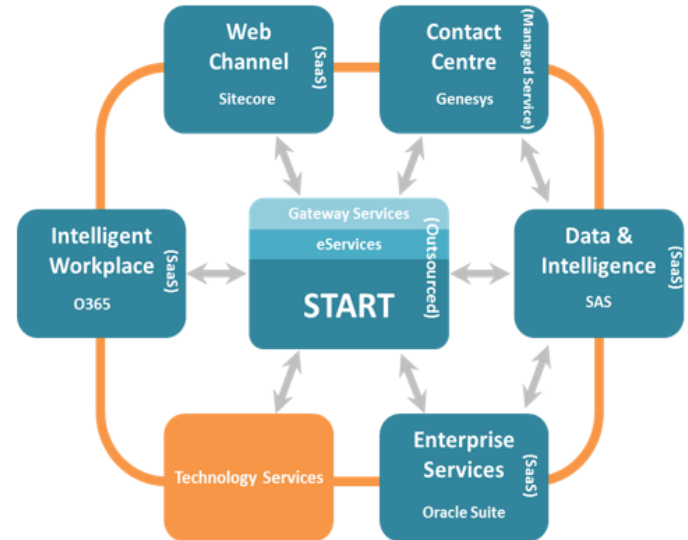 Web
Channel
Sitecore
(SaaS)
Contact
Centre
Genesys
(Managed Service)
Gateway Services
eServices
START
(Outsourced)
Intelligent
Workplace
O365
(SaaS)
Data &
Intelligence
SAS
(SaaS)
Technology Services
Enterprise
Services
Oracle Suite
(SaaS)